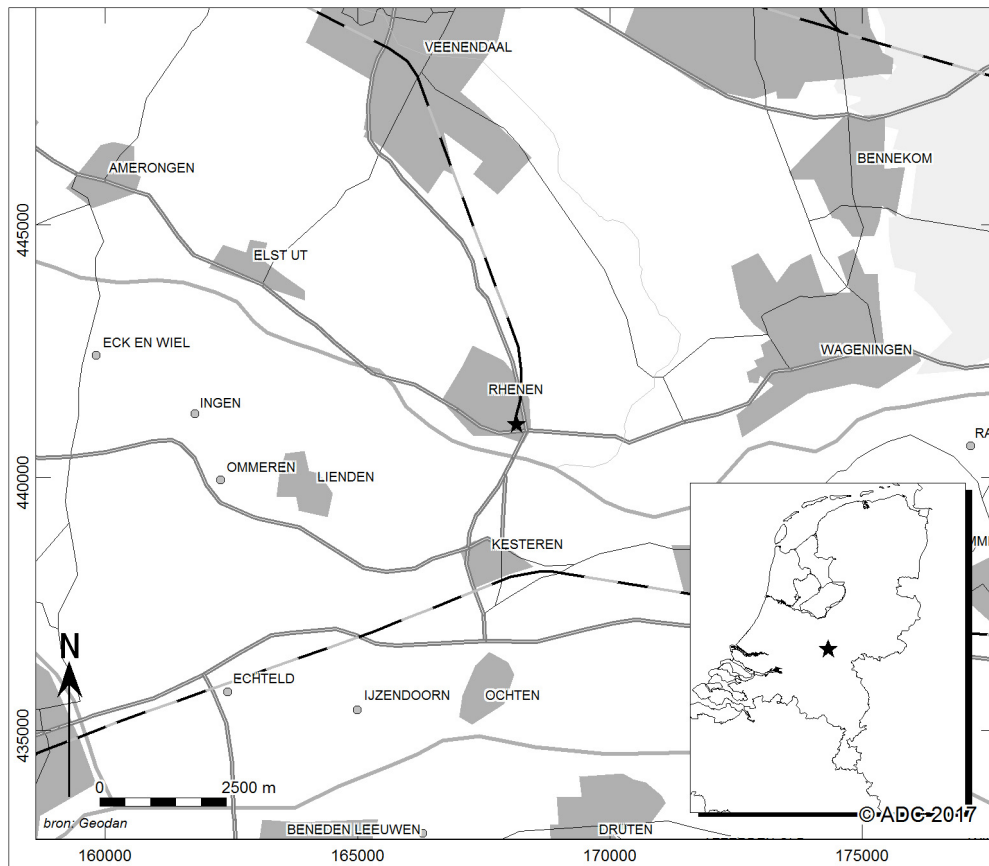 VEENENDAAL
BENNEKOM
AMERONGEN
445000
ELST UT
ECK EN WIEL
WAGENINGEN
RHENEN
INGEN
RA
440000
OMMEREN
LIENDEN
KESTEREN
N
ECHTELD
IJZENDOORN
OCHTEN
435000
0
2500 m
bron: Geodan
BENEDEN LEEUWEN
DRUTEN
© ADC 2017
160000
165000
170000
175000